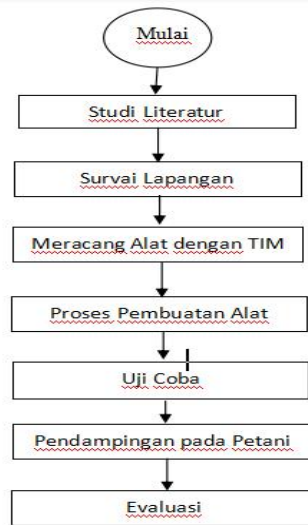 Mulai
Studi Literatur
Survai Lapangan
Meracang Alat dengan TIM
Proses Pembuatan Alat
Uji Coba
Pendampingan pada Petani
Evaluasi